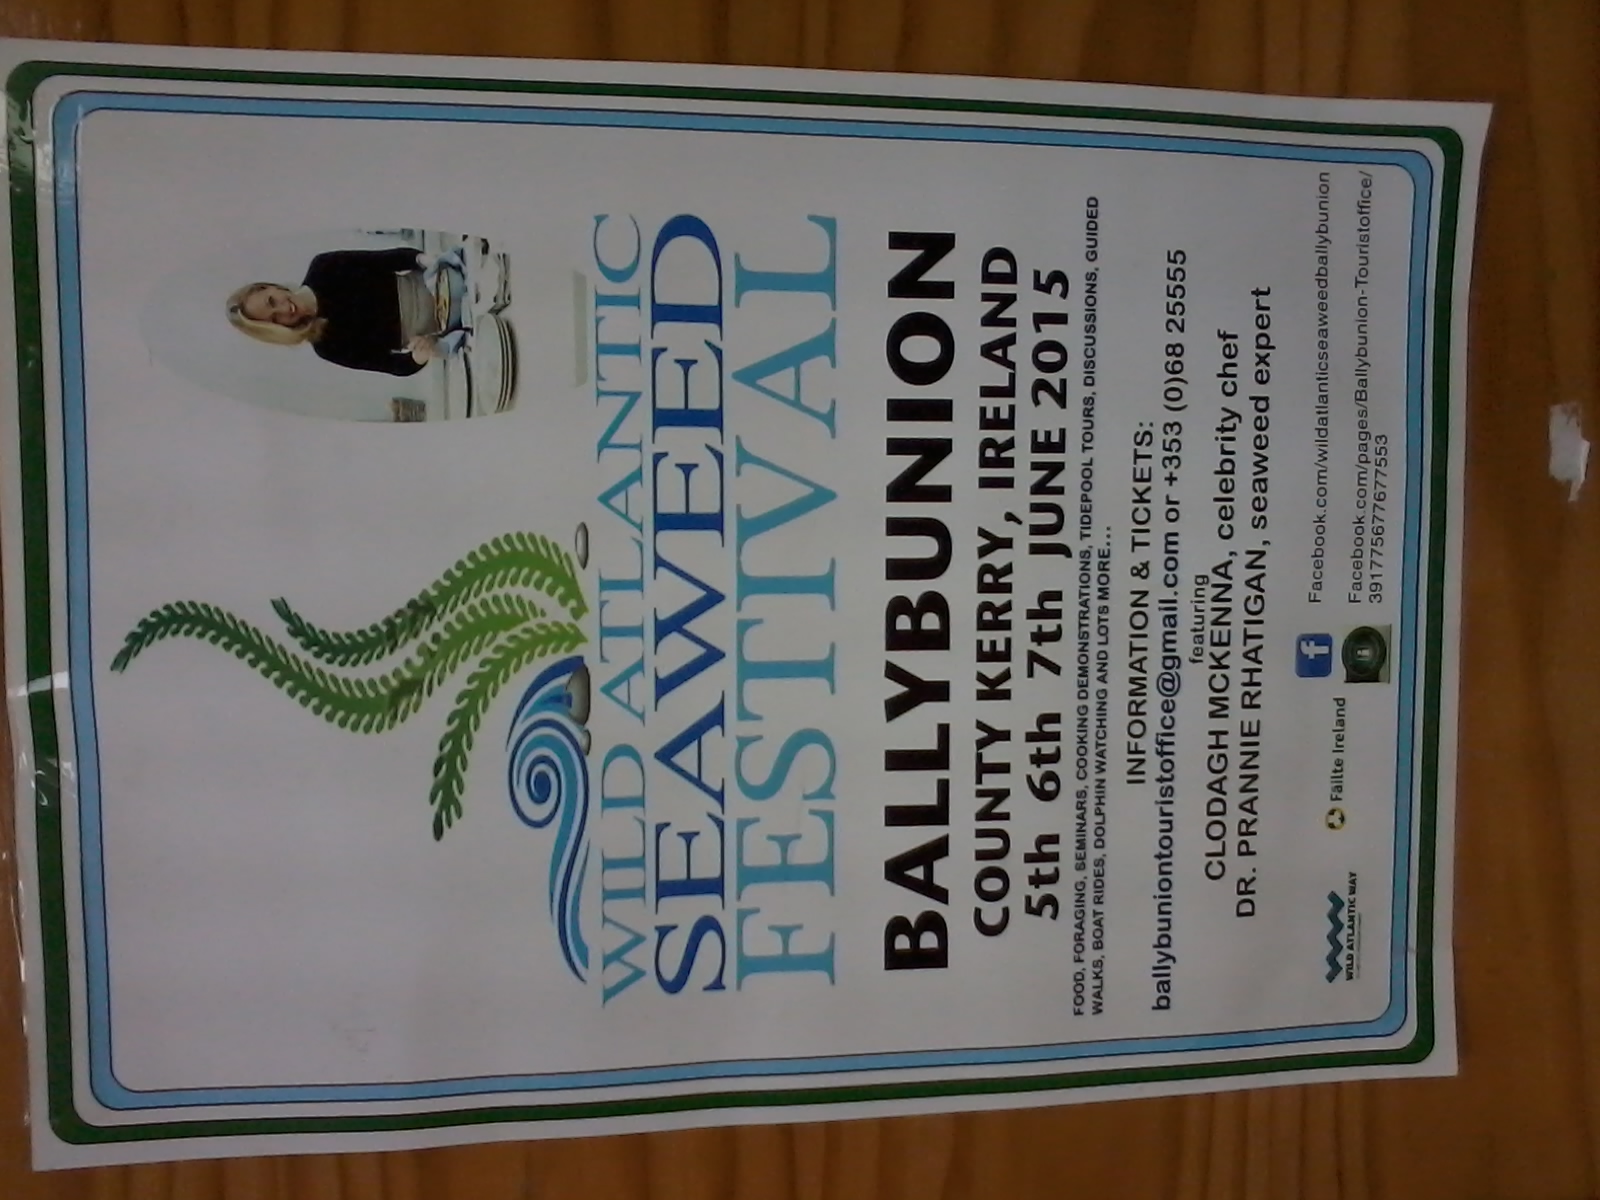 WILD ATLANTIC
SEAWEED
FESTIVAL
BALLYBUNION
COUNTY KERRY, IRELAND
5th 6th 7th JUNE 2015
FOOD, FORAGING, SEMINARS, COOKING DEMONSTRATIONS, TIDEPOOL TOURS, DISCUSSIONS, GUIDED
WALKS, BOAT RIDES, DOLPHIN WATCHING AND LOTS MORE...
INFORMATION & TICKETS:
ballybuniontouristoffice@gmail.com or +353 (0)68 25555
featuring
CLODAGH MCKENNA, celebrity chef
DR. PRANNIE RHATIGAN, seaweed expert
f
Facebook.com/wildatlanticseaweedballybunion
WILD ATLANTIC WAY
Fáilte Ireland
Facebook.com/pages/Ballybunion-Touristoffice/
391775677677553